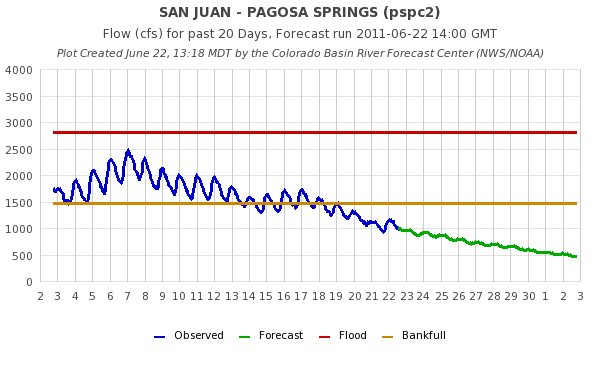 SAN JUAN - PAGOSA SPRINGS (pspc2)
Flow (cfs) for past 20 Days, Forecast run 2011-06-22 14:00 GMT
Plot Created June 22, 13:18 MDT by the Colorado Basin River Forecast Center (NWS/NOAA)
4000
3500
3000
2500
2000
1500
1000
500
0
2 3 4 5 6 7 8 9 10 11 12 13 14 15 16 17 18 19 20 21 22 23 24 25 26 27 28 29 30 1 2 3
Observed Forecast Flood Bankfull